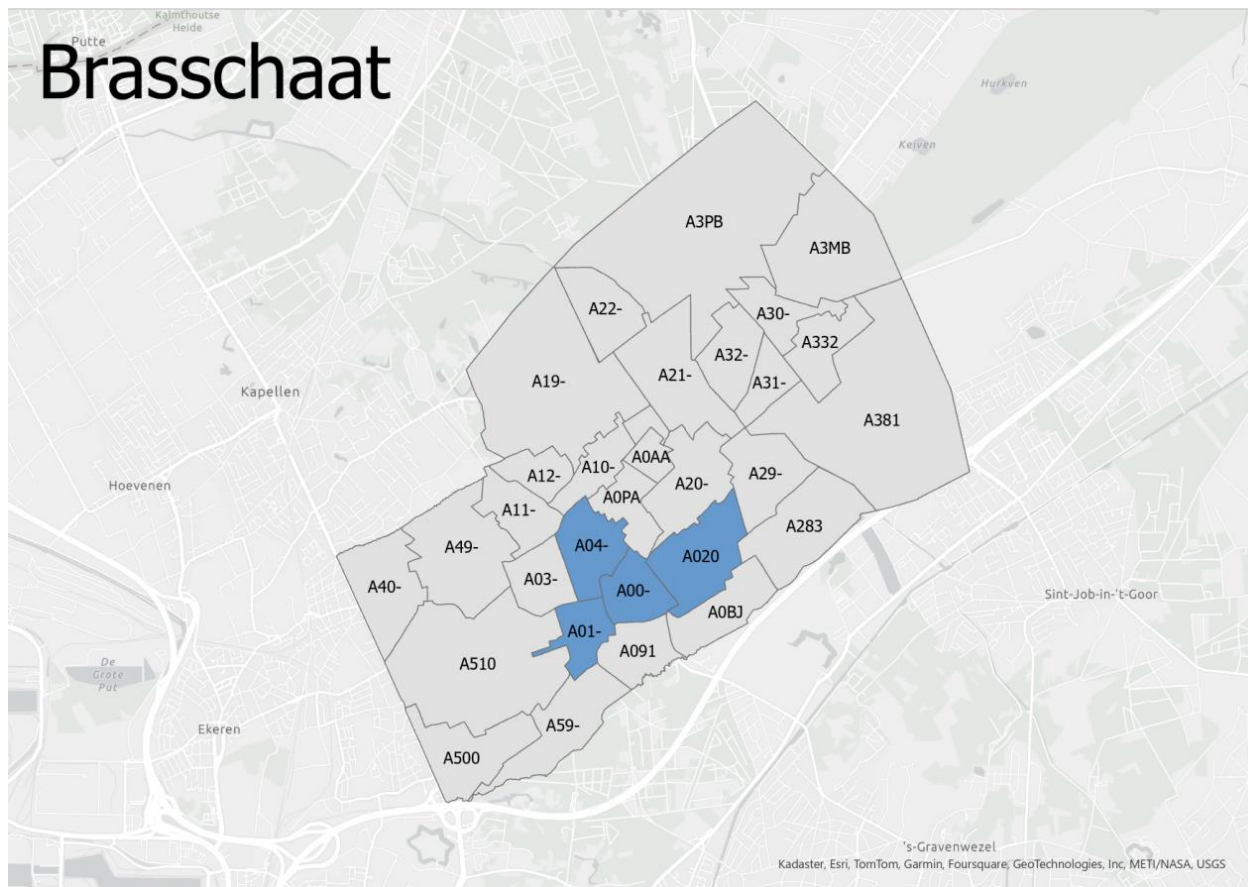 Kalmthoutse
Heide
Putte
Brasschaat
Hurkven
Keiven
A3PB
A3MB
A22-
A30-
A332
A32-
A21-
A31-
A19-
Kapellen
A381
A0AA
A10-
A12-
A29-
A20-
Hoevenen
A0PA
A11-
A283
A49-
A04-
A020
A03-
A40-
A00-
Sint-Job-in-'t-Goor
A0BJ
A01-
A091
A510
De
Grote
Put
Ekeren
A59-
A500
's-Gravenwezel
Kadaster, Esri, TomTom, Garmin, Foursquare, GeoTechnologies, Inc, METI/NASA, USGS